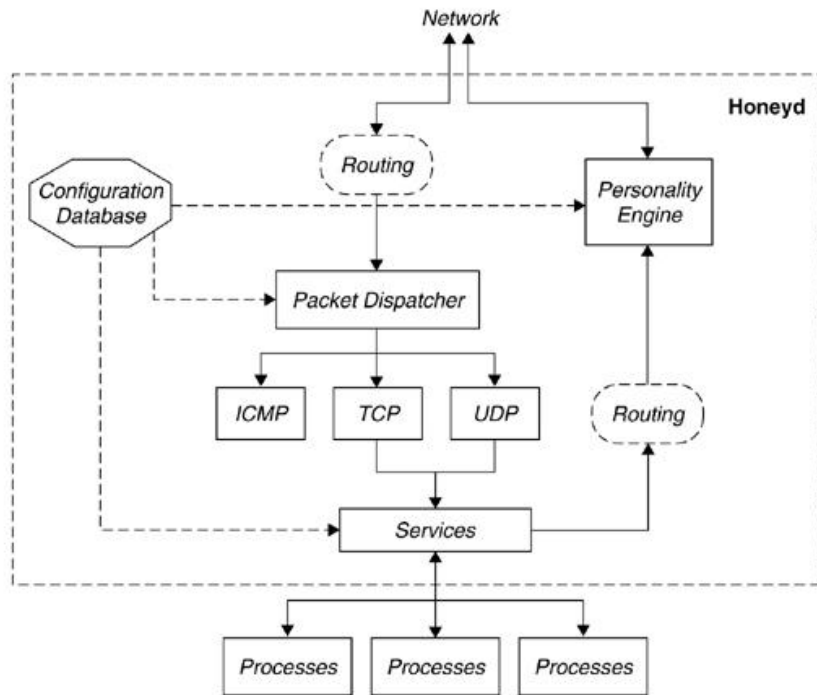 Network
Honeyd
Routing
Configuration
Database
Personality
Engine
Packet Dispatcher
ICMP
TCP
UDP
Routing
Services
Processes
Processes
Processes